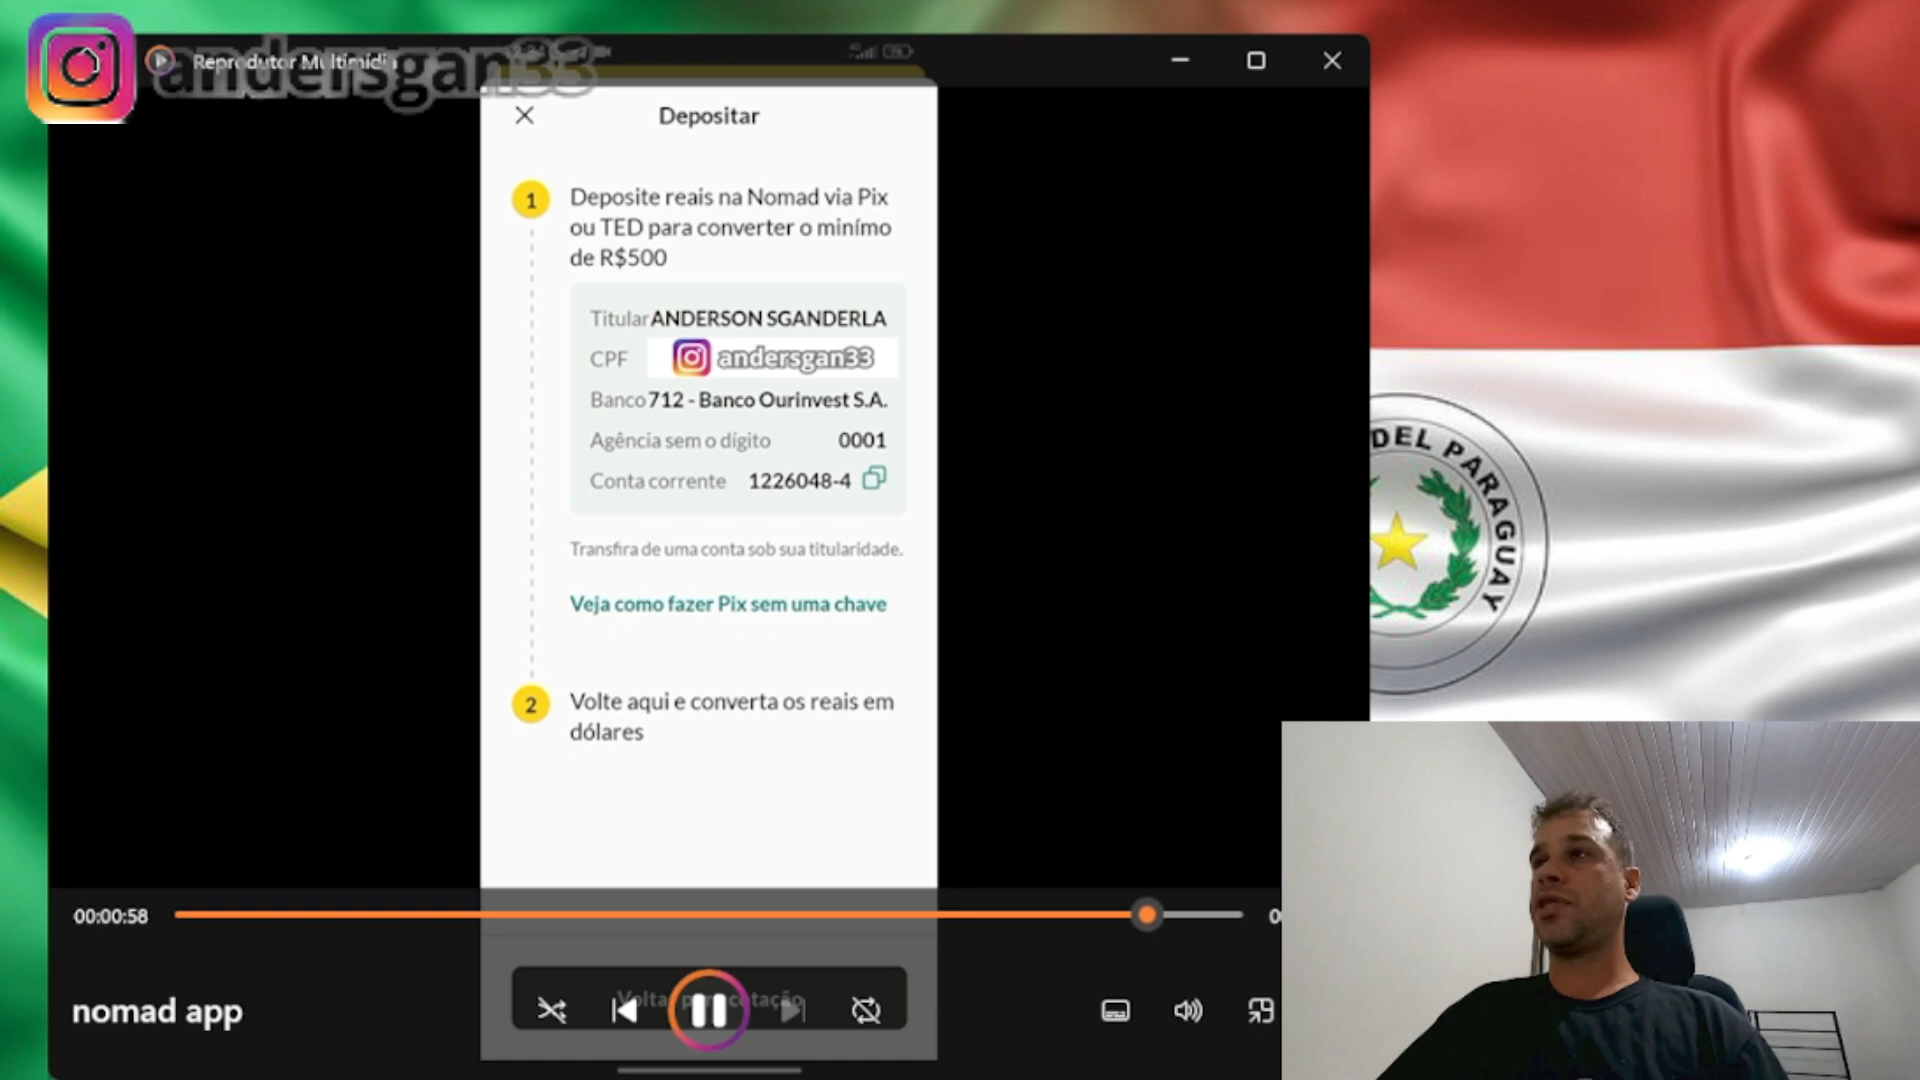 andersgan33
Reprodutor Multimídia
Depositar
1
Deposite reais na Nomad via Pix
ou TED para converter o minímo
de R$500
Titular ANDERSON SGANDERLA
CPF andersgan33
Banco 712 - Banco Ourinvest S.A.
Agência sem o dígito 0001
Conta corrente 1226048-4
Transfira de uma conta sob sua titularidade.
Veja como fazer Pix sem uma chave
2
Volte aqui e converta os reais em
dólares
DEL PARAGUAY
00:00:58
nomad app